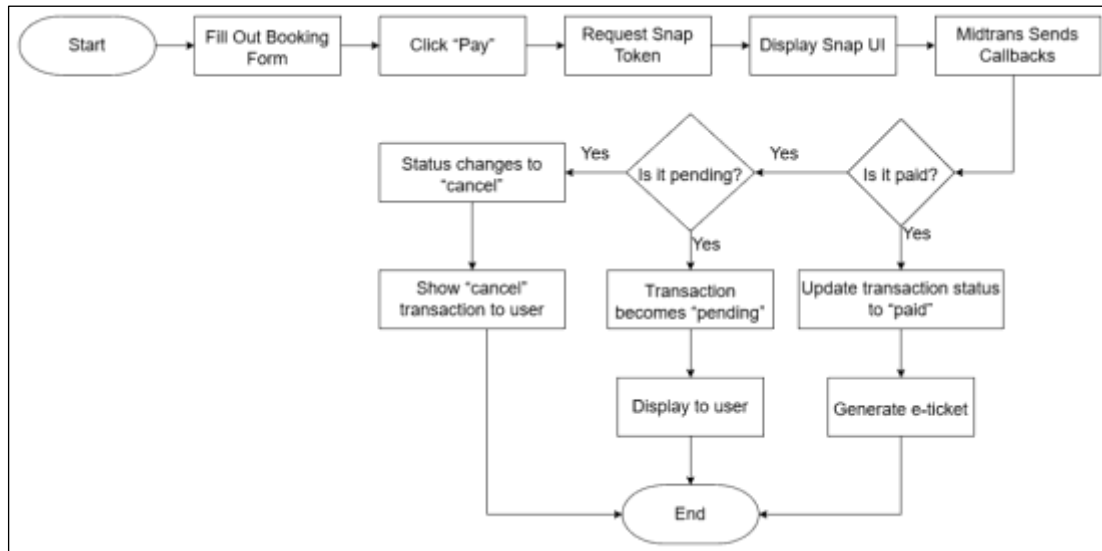 Start
Fill Out Booking
Form
Click “Pay”
Request Snap
Token
Display Snap UI
Midtrans Sends
Callbacks
Status changes to
“cancel”
Yes
Is it pending?
Yes
Is it paid?
Yes
Yes
Show “cancel”
transaction to user
Transaction
becomes “pending”
Update transaction status
to “paid”
Display to user
Generate e-ticket
End